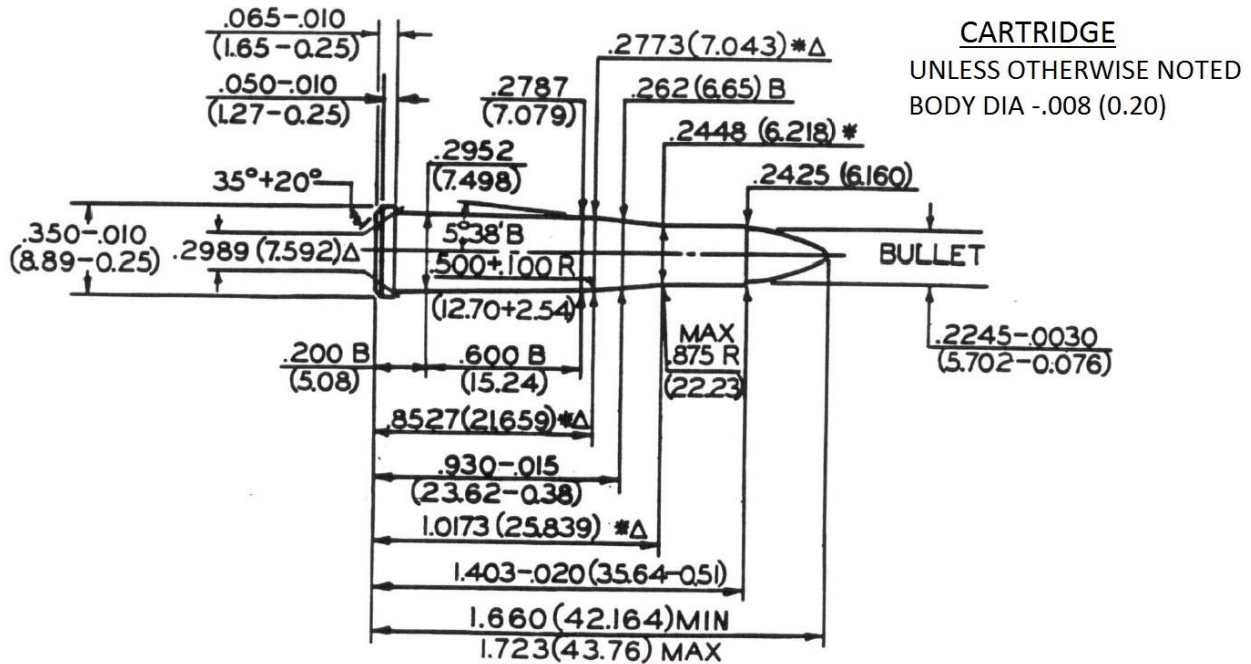 .065-.010
(1.65-0.25)
.050-.010
(1.27-0.25)
35°+20°
.350-.010
(8.89-0.25)
.2989 (7.592)Δ
.2952
(7.498)
.2787
(7.079)
.2773(7.043)*Δ
.262 (6.65) B
.2448 (6.218)*
.2425 (6.160)
CARTRIDGE
UNLESS OTHERWISE NOTED
BODY DIA -.008 (0.20)
5°38' B
.500+.100 R
(12.70+2.54)
BULLET
.2245-.0030
(5.702-0.076)
MAX
.875 R
(22.23)
.200 B
(5.08)
.600 B
(15.24)
.8527(21.659)*Δ
.930-.015
(23.62-0.38)
1.0173 (25.839) *Δ
1.403-.020(35.64-0.51)
1.660 (42.164) MIN
1.723(43.76) MAX